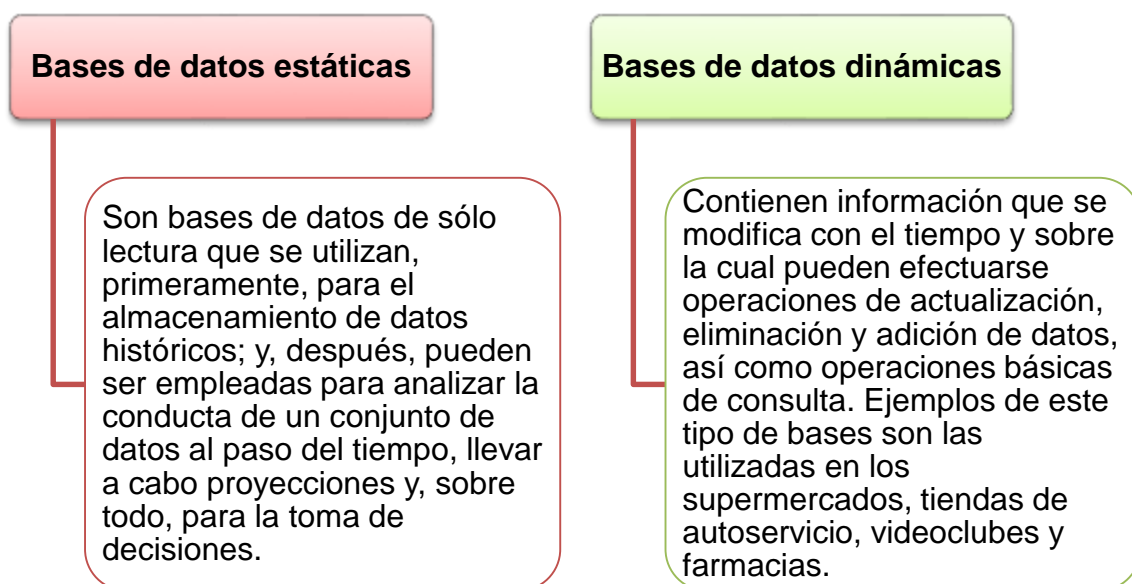 Bases de datos estáticas
Son bases de datos de sólo
lectura que se utilizan,
primeramente, para el
almacenamiento de datos
históricos; y, después, pueden
ser empleadas para analizar la
conducta de un conjunto de
datos al paso del tiempo, llevar
a cabo proyecciones y, sobre
todo, para la toma de
decisiones.
Bases de datos dinámicas
Contienen información que se
modifica con el tiempo y sobre
la cual pueden efectuarse
operaciones de actualización,
eliminación y adición de datos,
así como operaciones básicas
de consulta. Ejemplos de este
tipo de bases son las
utilizadas en los
supermercados, tiendas de
autoservicio, videoclubes y
farmacias.